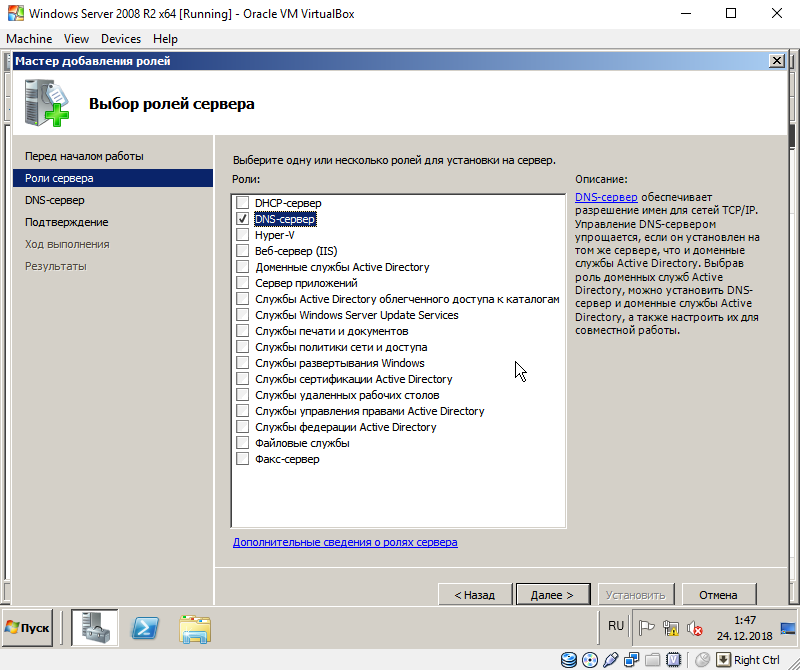 Windows Server 2008 R2 x64 [Running] - Oracle VM VirtualBox
Machine View Devices Help
Мастер добавления ролей
Выбор ролей сервера
Перед началом работы
Роли сервера
DNS-сервер
Подтверждение
Ход выполнения
Результаты
Выберите одну или несколько ролей для установки на сервер.
Роли:
DHCP-сервер
DNS-сервер
Hyper-V
Веб-сервер (IIS)
Доменные службы Active Directory
Сервер приложений
Службы Active Directory облегченного доступа к каталогам
Службы Windows Server Update Services
Службы печати и документов
Службы политики сети и доступа
Службы развертывания Windows
Службы сертификации Active Directory
Службы удаленных рабочих столов
Службы управления правами Active Directory
Службы федерации Active Directory
Файловые службы
Факс-сервер
Дополнительные сведения о ролях сервера
Описание:
DNS-сервер обеспечивает
разрешение имен для сетей TCP/IP.
Управление DNS-сервером
упрощается, если он установлен на
том же сервере, что и доменные
службы Active Directory. Выбрав
роль доменных служб Active
Directory, можно установить DNS-
сервер и доменные службы Active
Directory, а также настроить их для
совместной работы.
< Назад
Далее >
Установить
Отмена
Пуск
RU
1:47
24.12.2018
Right Ctrl